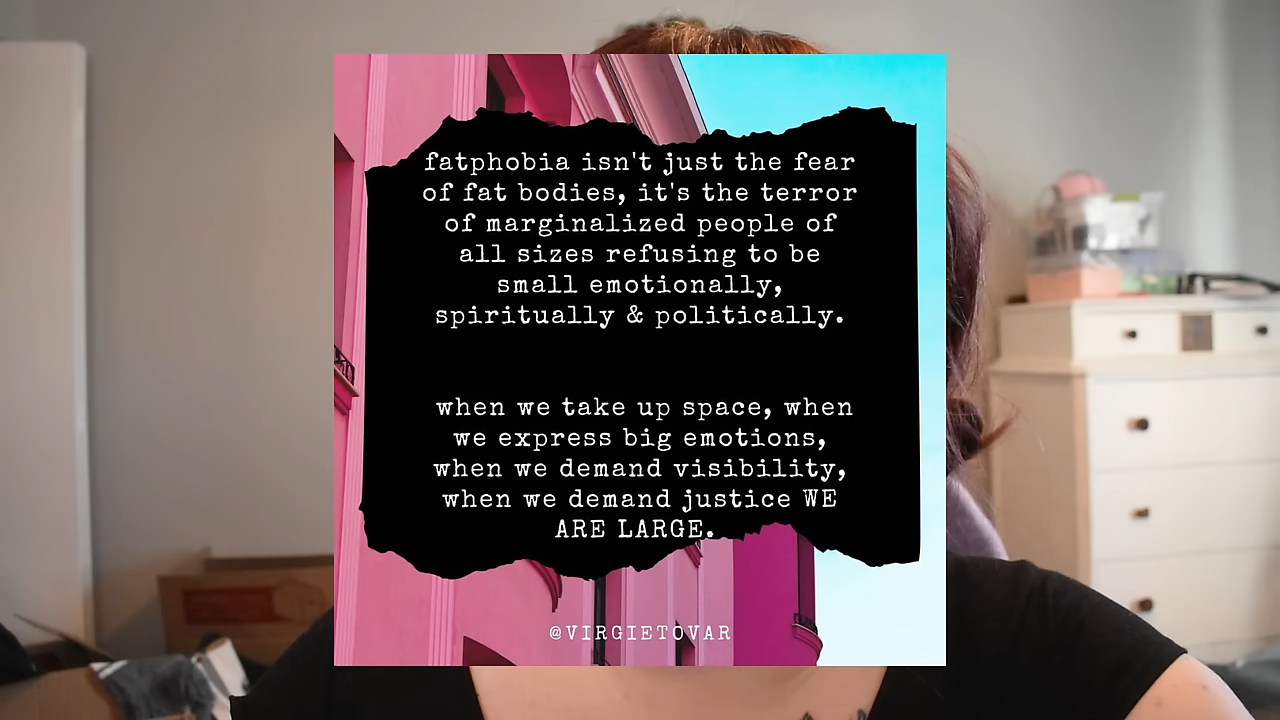 fatphobia isn't just the fear
of fat bodies, it's the terror
of marginalized people of
all sizes refusing to be
small emotionally,
spiritually & politically.
when we take up space, when
we express big emotions,
when we demand visibility,
when we demand justice WE
ARE LARGE.
@VIRGIETOVAR